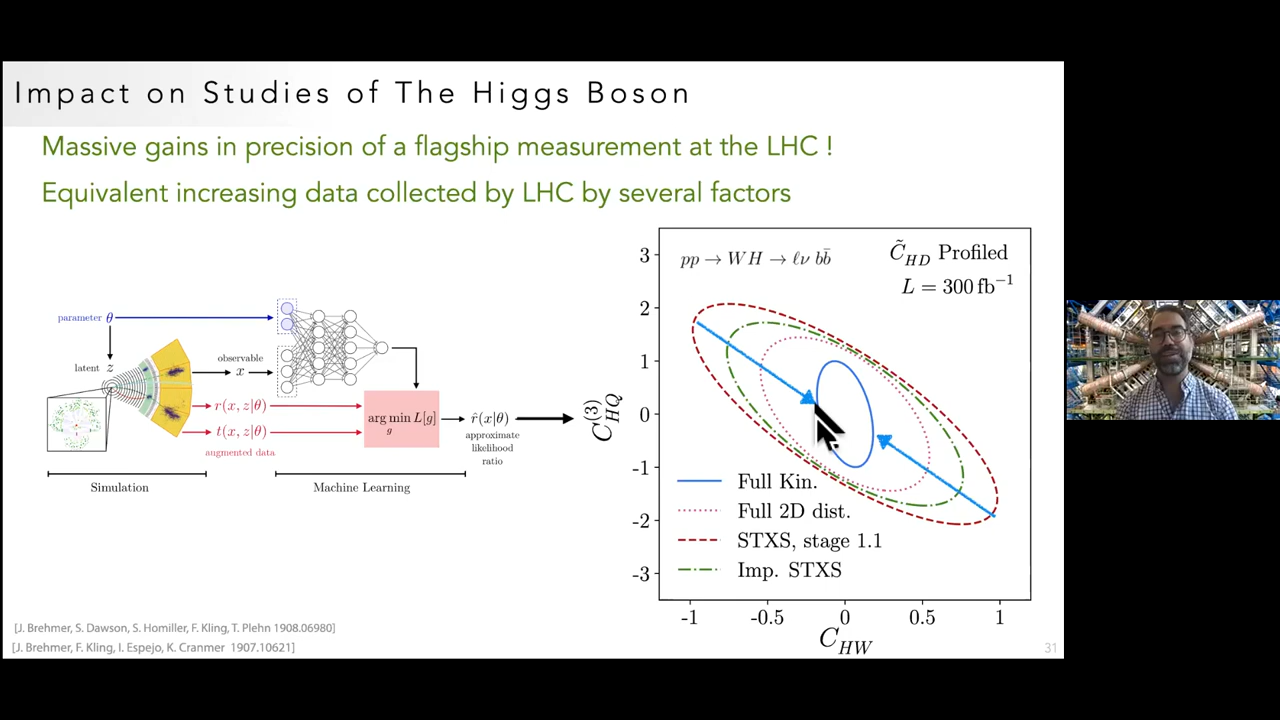 Impact on Studies of The Higgs Boson
Massive gains in precision of a flagship measurement at the LHC !
Equivalent increasing data collected by LHC by several factors
parameter θ
latent z
observable
x
r(x, z|θ)
t(x, z|θ)
augmented data
arg min L[g]
g
r̂(x|θ)
approximate
likelihood
ratio
Simulation
Machine Learning
pp → WH → ℓν bb̄
C̃_HD Profiled
L = 300 fb⁻¹
3
2
1
0
-1
-2
-3
C_HQ^(3)
Full Kin.
Full 2D dist.
STXS, stage 1.1
Imp. STXS
-1 -0.5 0 0.5 1
C_HW
[J. Brehmer, S. Dawson, S. Homiller, F. Kling, T. Plehn 1908.06980]
[J. Brehmer, F. Kling, I. Espejo, K. Cranmer 1907.10621]
31